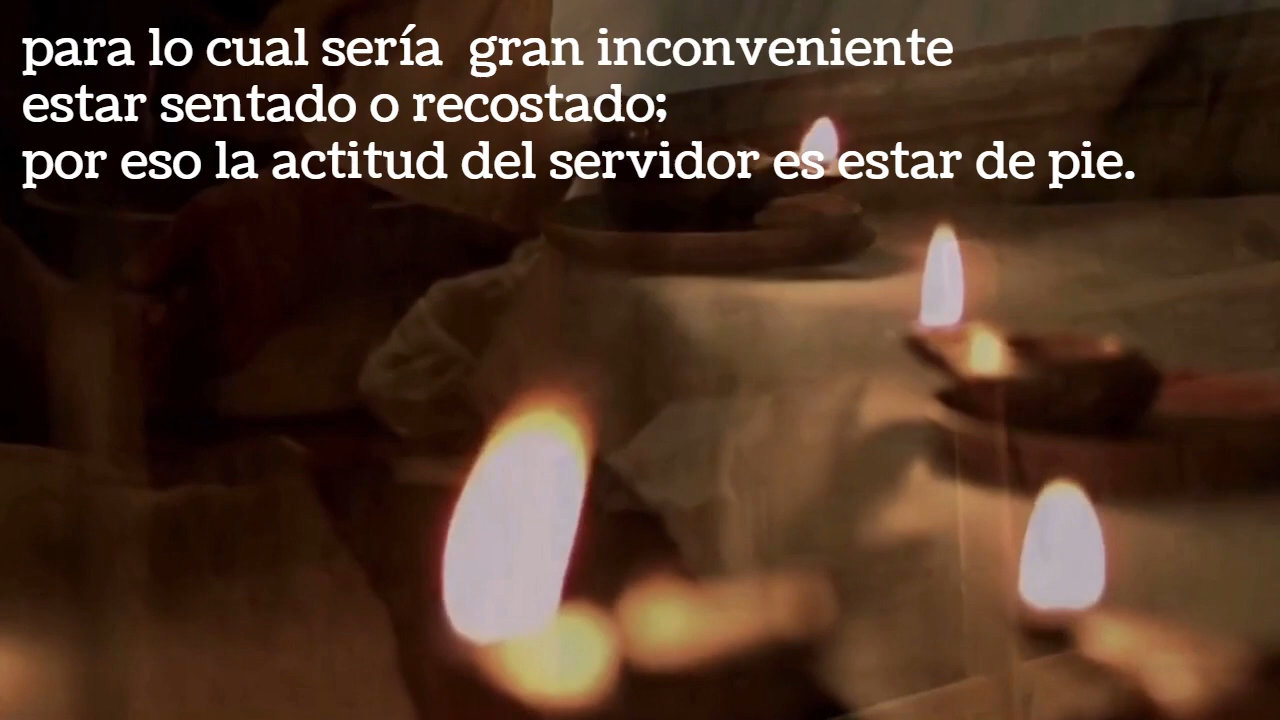 para lo cual sería  gran inconveniente
estar sentado o recostado;
por eso la actitud del servidor es estar de pie.